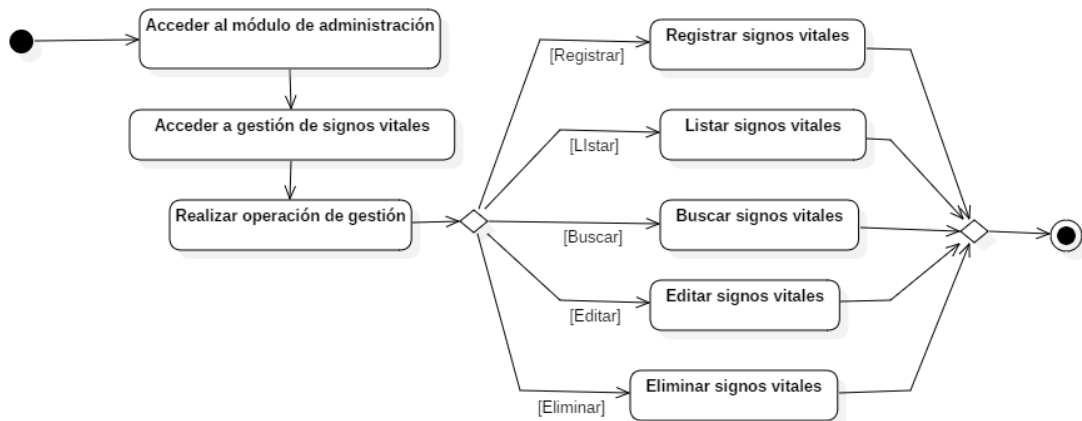 Acceder al módulo de administración
Acceder a gestión de signos vitales
Realizar operación de gestión
[Registrar]
Registrar signos vitales
[LIstar]
Listar signos vitales
[Buscar]
Buscar signos vitales
[Editar]
Editar signos vitales
[Eliminar]
Eliminar signos vitales